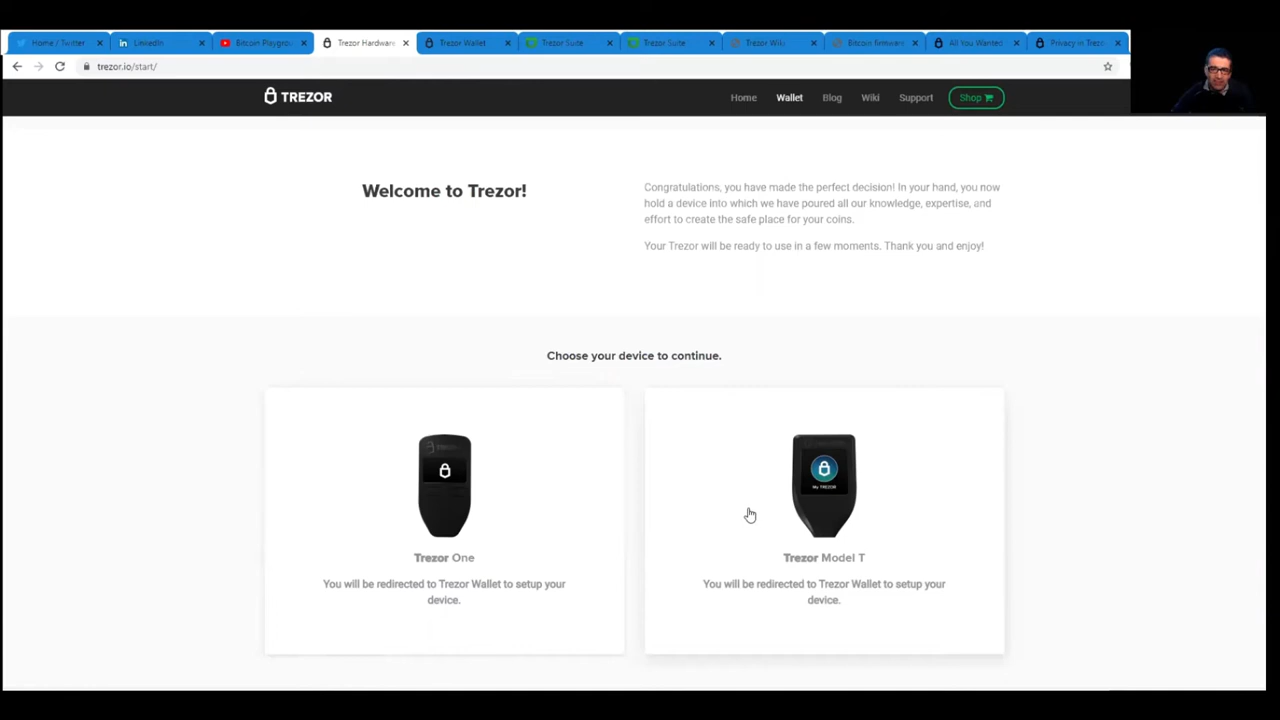 Home / Twitter
LinkedIn
Bitcoin Playgrou
Trezor Hardware
Trezor Wallet
Trezor Suite
Trezor Suite
Trezor Wiki
Bitcoin firmware
All You Wanted
Privacy in Trezo
trezor.io/start/
TREZOR
Home
Wallet
Blog
Wiki
Support
Shop
Welcome to Trezor!
Congratulations, you have made the perfect decision! In your hand, you now
hold a device into which we have poured all our knowledge, expertise, and
effort to create the safe place for your coins.
Your Trezor will be ready to use in a few moments. Thank you and enjoy!
Choose your device to continue.
Trezor One
You will be redirected to Trezor Wallet to setup your
device.
My TREZOR
Trezor Model T
You will be redirected to Trezor Wallet to setup your
device.